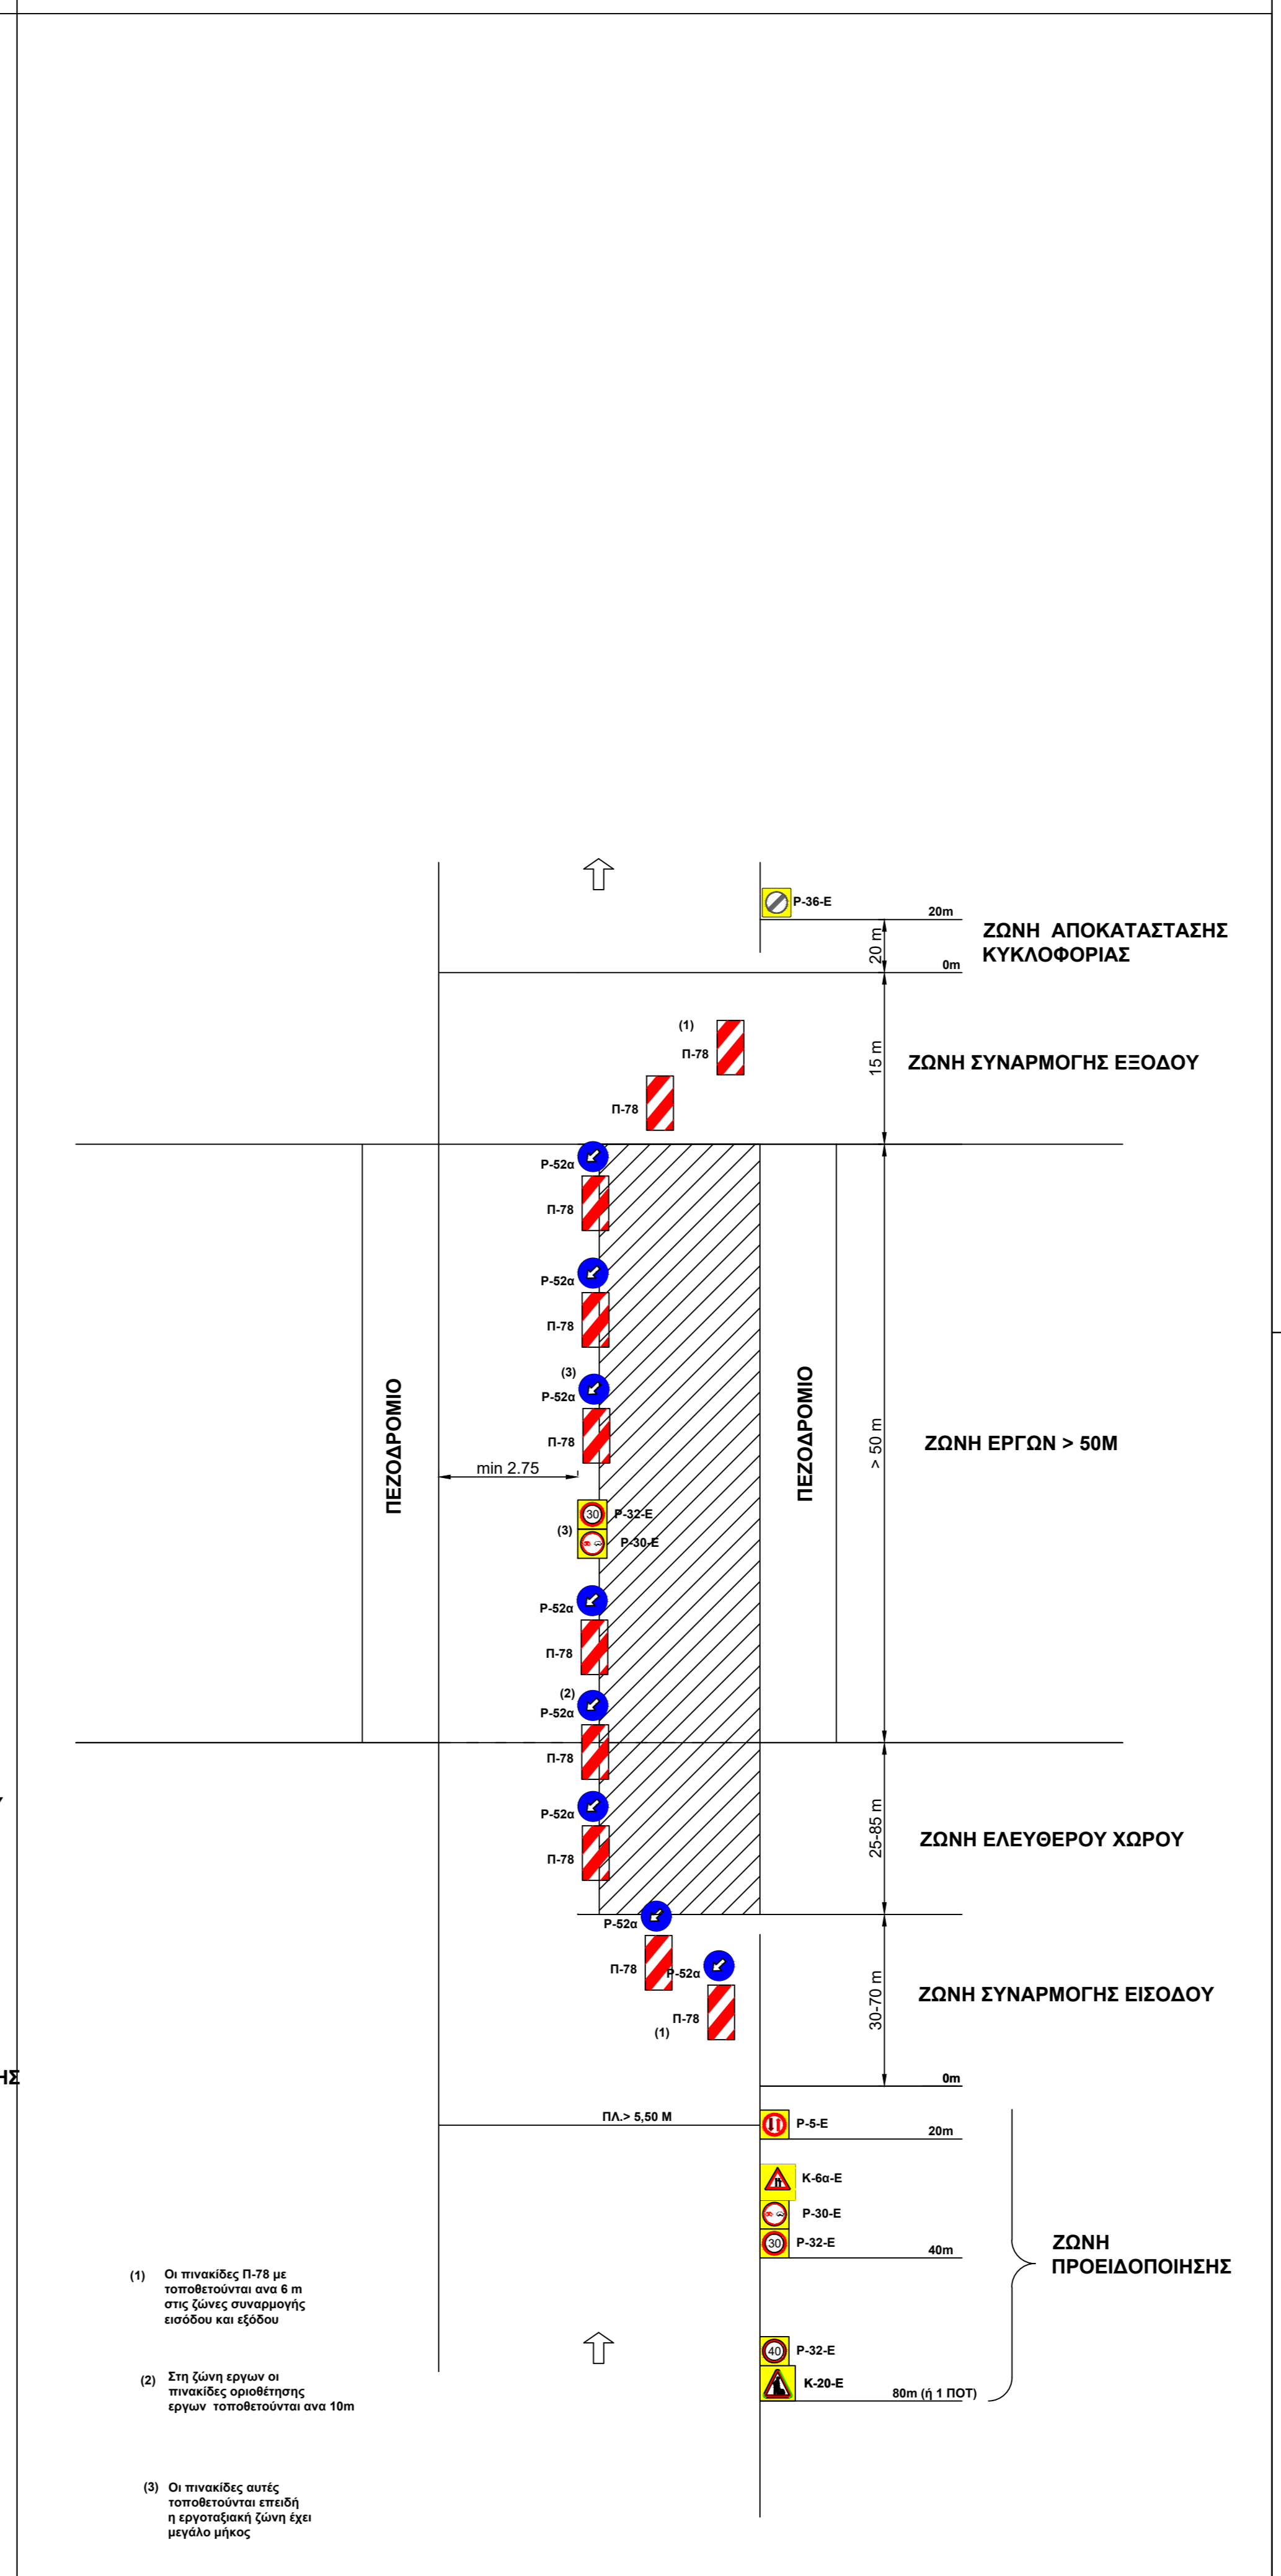 P-36-E
20m
ΖΩΝΗ ΑΠΟΚΑΤΑΣΤΑΣΗΣ
ΚΥΚΛΟΦΟΡΙΑΣ
20 m
0m
(1)
Π-78
15 m
ΖΩΝΗ ΣΥΝΑΡΜΟΓΗΣ ΕΞΟΔΟΥ
Π-78
P-52α
Π-78
P-52α
Π-78
(3)
P-52α
Π-78
ΠΕΖΟΔΡΟΜΙΟ
ΠΕΖΟΔΡΟΜΙΟ
> 50 m
ΖΩΝΗ ΕΡΓΩΝ > 50Μ
min 2.75
30
P-32-E
(3)
P-30-E
P-52α
Π-78
(2)
P-52α
Π-78
P-52α
Π-78
25-85 m
ΖΩΝΗ ΕΛΕΥΘΕΡΟΥ ΧΩΡΟΥ
P-52α
Π-78
P-52α
Π-78
(1)
30-70 m
ΖΩΝΗ ΣΥΝΑΡΜΟΓΗΣ ΕΙΣΟΔΟΥ
0m
ΗΣ
ΠΛ.> 5,50 Μ
P-5-E
20m
K-6α-E
P-30-E
30
P-32-E
40m
ΖΩΝΗ
ΠΡΟΕΙΔΟΠΟΙΗΣΗΣ
40
P-32-E
K-20-E
80m (ή 1 ΠΟΤ)
(1) Οι πινακίδες Π-78 με
τοποθετούνται ανα 6 m
στις ζώνες συναρμογής
εισόδου και εξόδου
(2) Στη ζώνη εργων οι
πινακίδες οριοθέτησης
εργων τοποθετούνται ανα 10m
(3) Οι πινακίδες αυτές
τοποθετούνται επειδή
η εργοταξιακή ζώνη έχει
μεγάλο μήκος